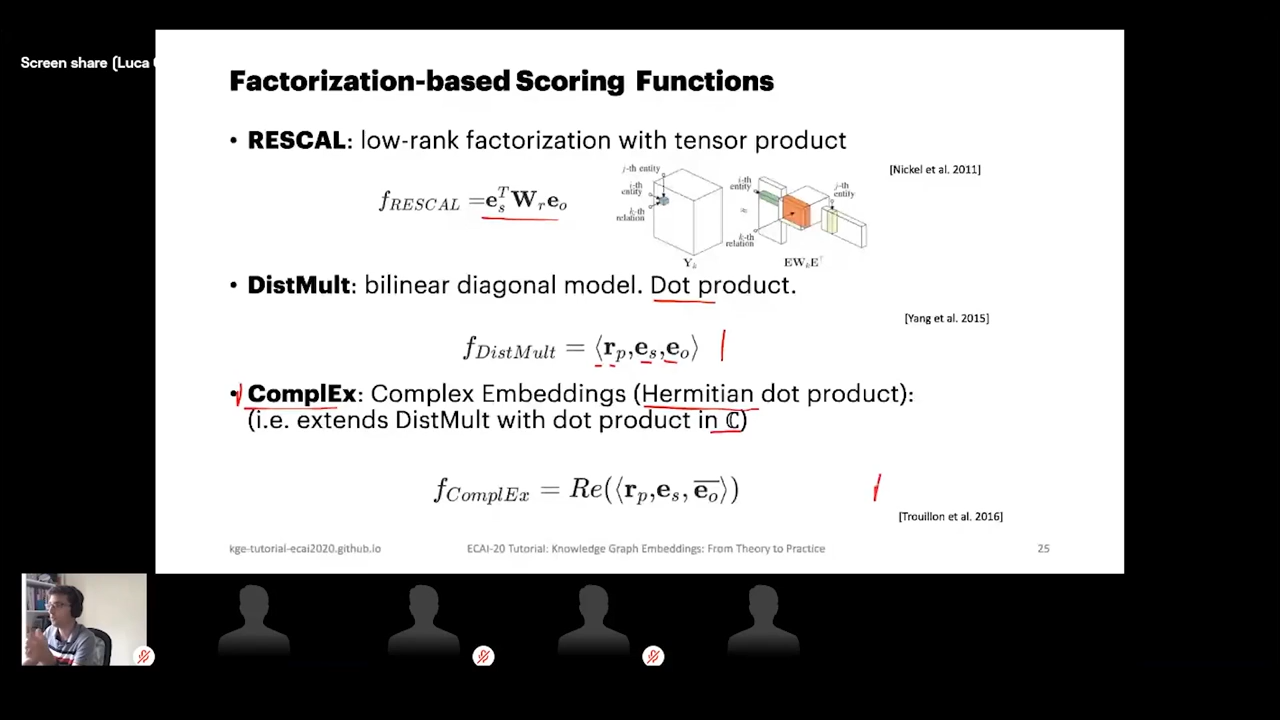 Screen share (Luca
Factorization-based Scoring Functions
• RESCAL: low-rank factorization with tensor product
[Nickel et al. 2011]
f_RESCAL = e_s^T W_r e_o
j-th entity
i-th entity
k-th relation
Y_k
≈
i-th entity
j-th entity
k-th relation
EW_kE^T
• DistMult: bilinear diagonal model. Dot product.
[Yang et al. 2015]
f_DistMult = ⟨r_p,e_s,e_o⟩
• ComplEx: Complex Embeddings (Hermitian dot product):
(i.e. extends DistMult with dot product in ℂ)
f_ComplEx = Re(⟨r_p,e_s,\overline{e_o}⟩)
[Trouillon et al. 2016]
kge-tutorial-ecai2020.github.io ECAI-20 Tutorial: Knowledge Graph Embeddings: From Theory to Practice 25